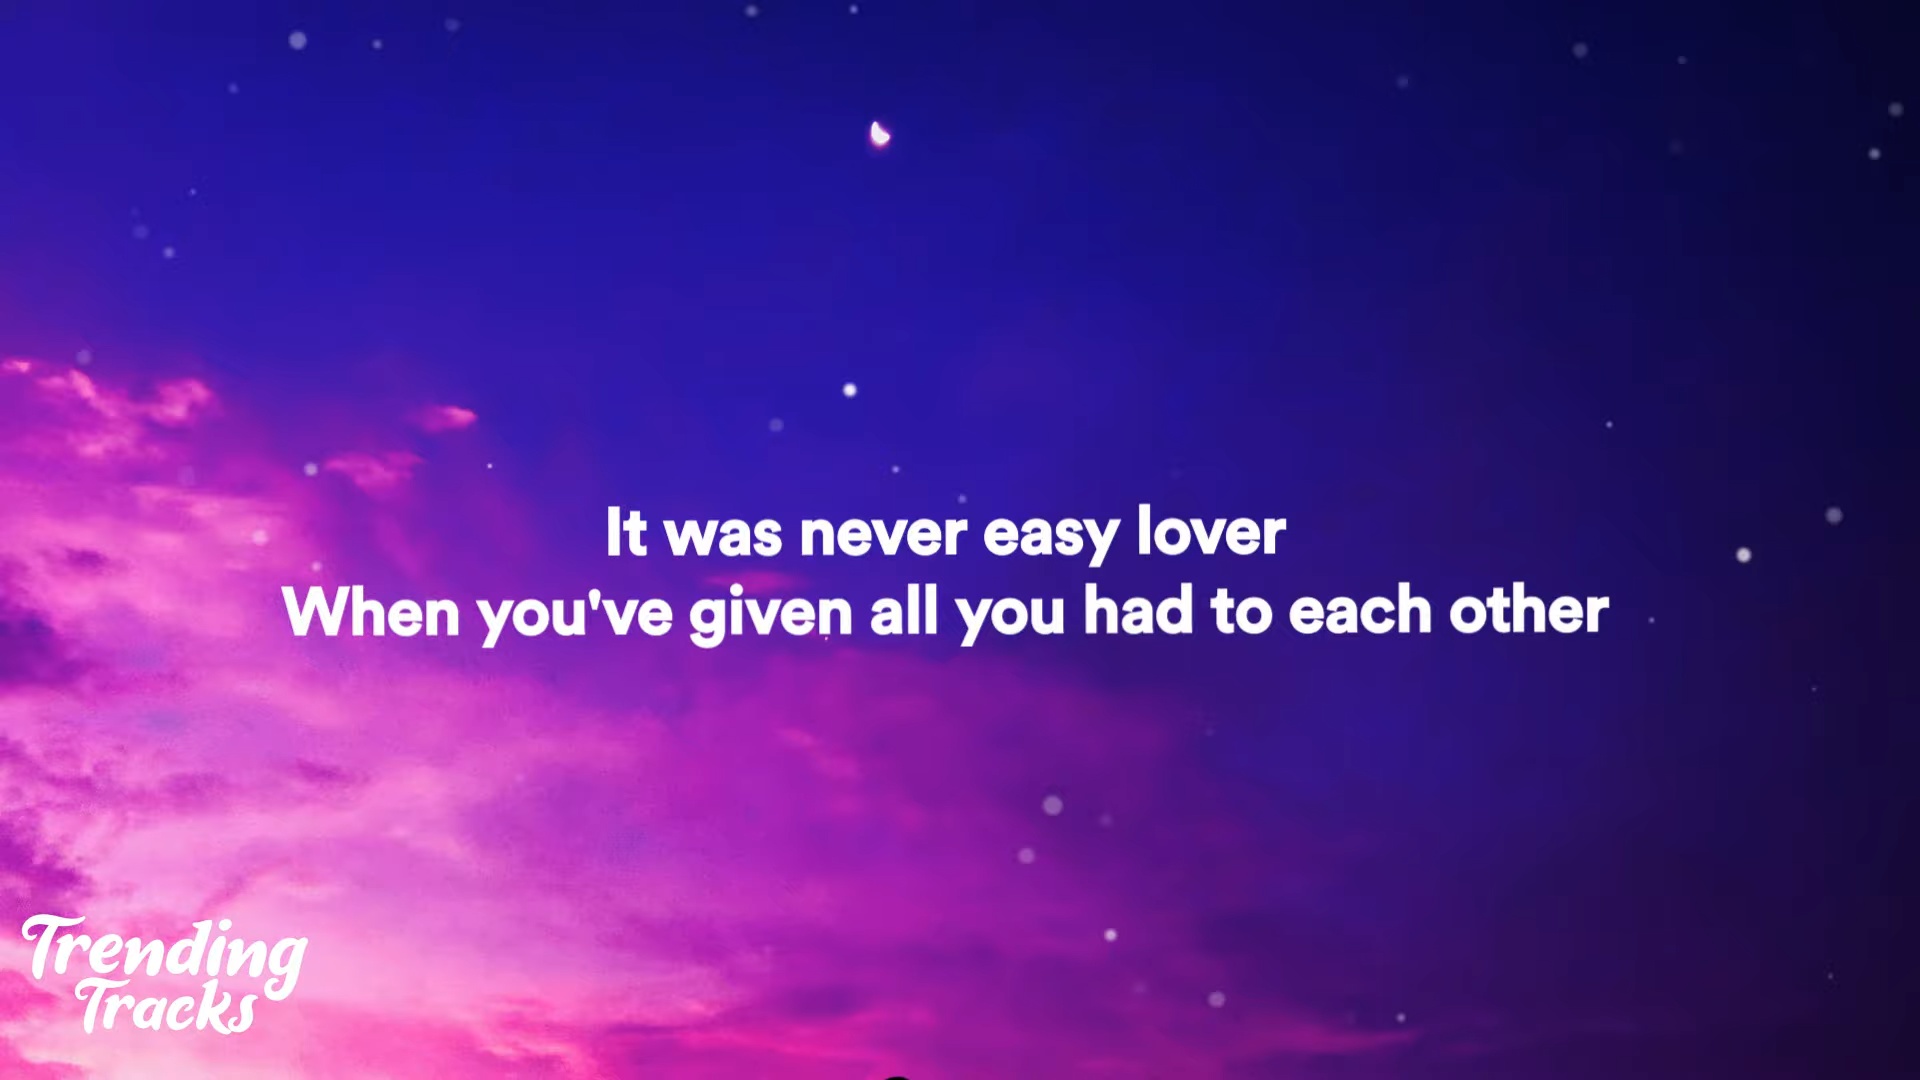 It was never easy lover
When you've given all you had to each other
Trending
Tracks